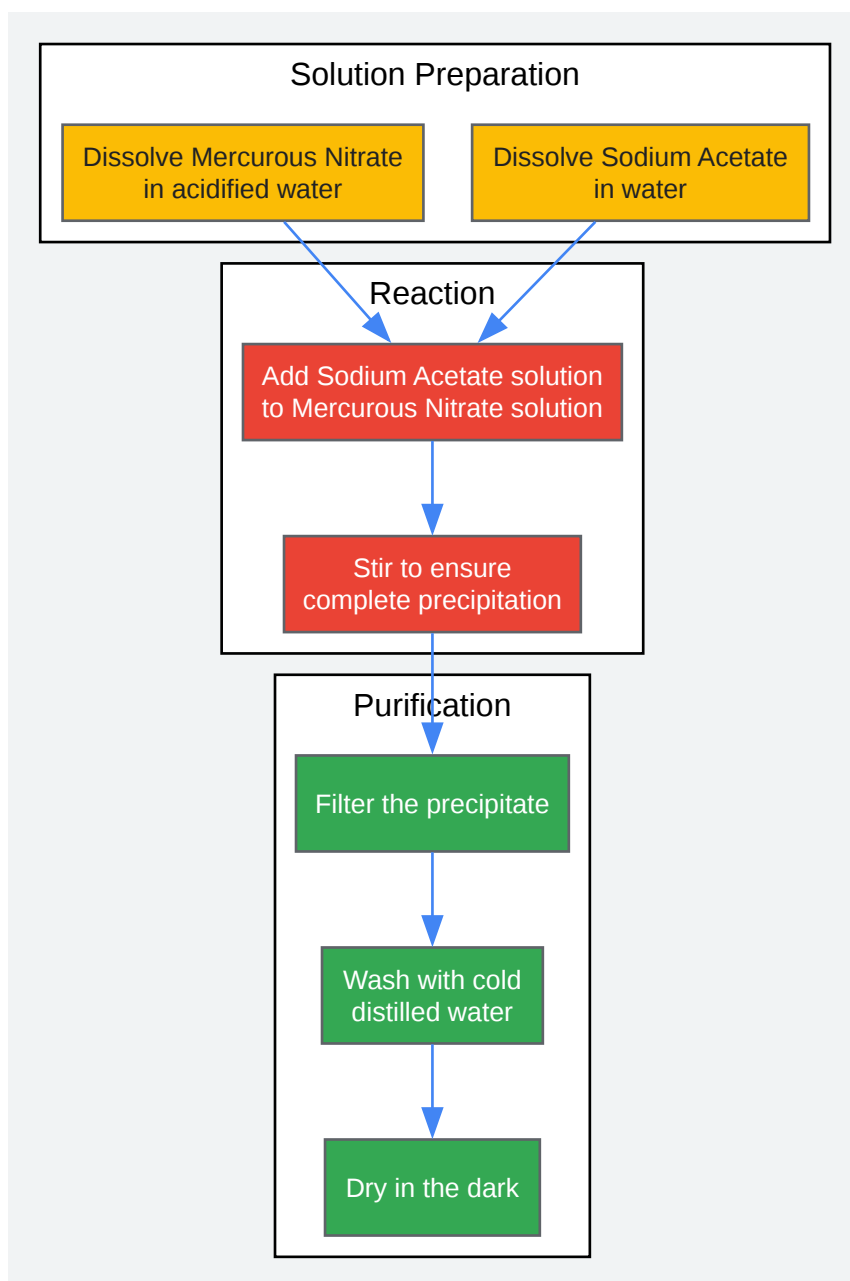 Solution Preparation
Dissolve Mercurous Nitrate
in acidified water
Dissolve Sodium Acetate
in water
Reaction
Add Sodium Acetate solution
to Mercurous Nitrate solution
Stir to ensure
complete precipitation
Purification
Filter the precipitate
Wash with cold
distilled water
Dry in the dark